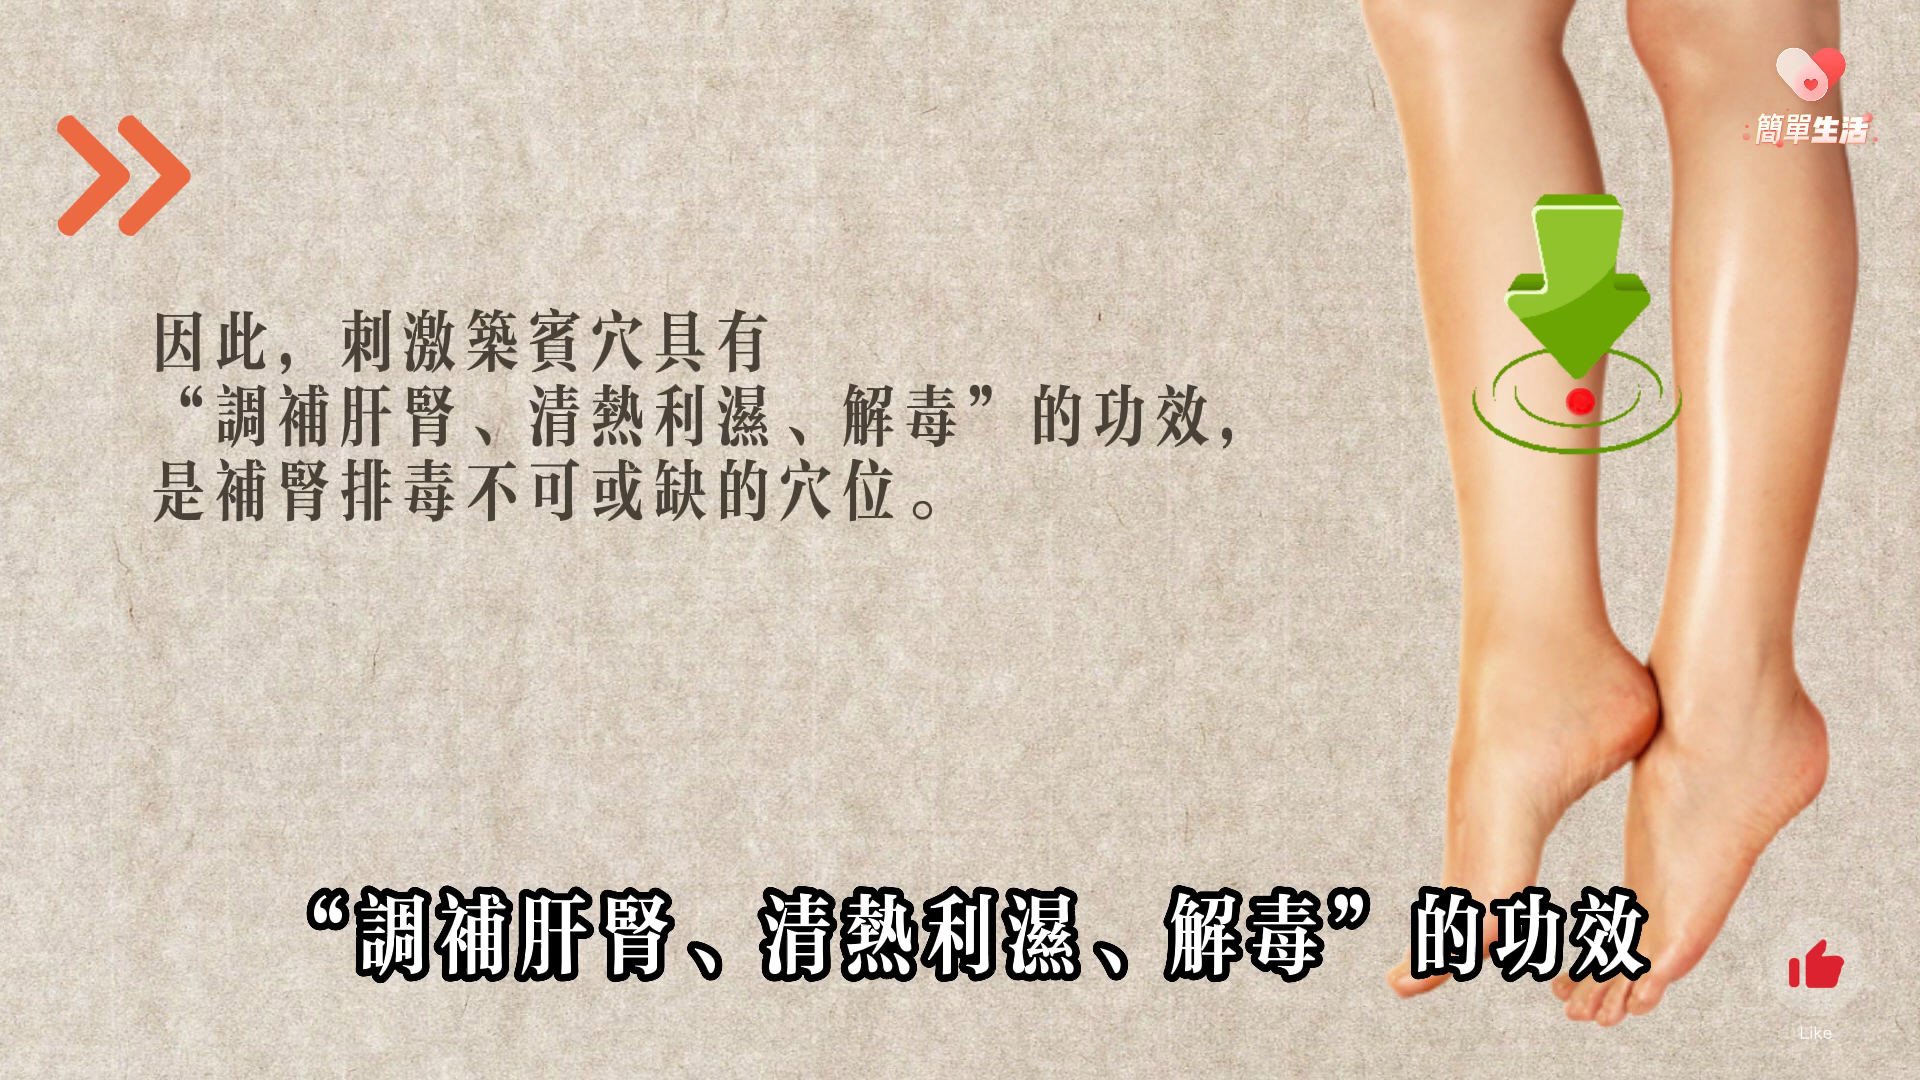 簡單生活
因此，刺激築賓穴具有
“調補肝腎、清熱利濕、解毒”的功效，
是補腎排毒不可或缺的穴位。
“調補肝腎、清熱利濕、解毒”的功效
Like